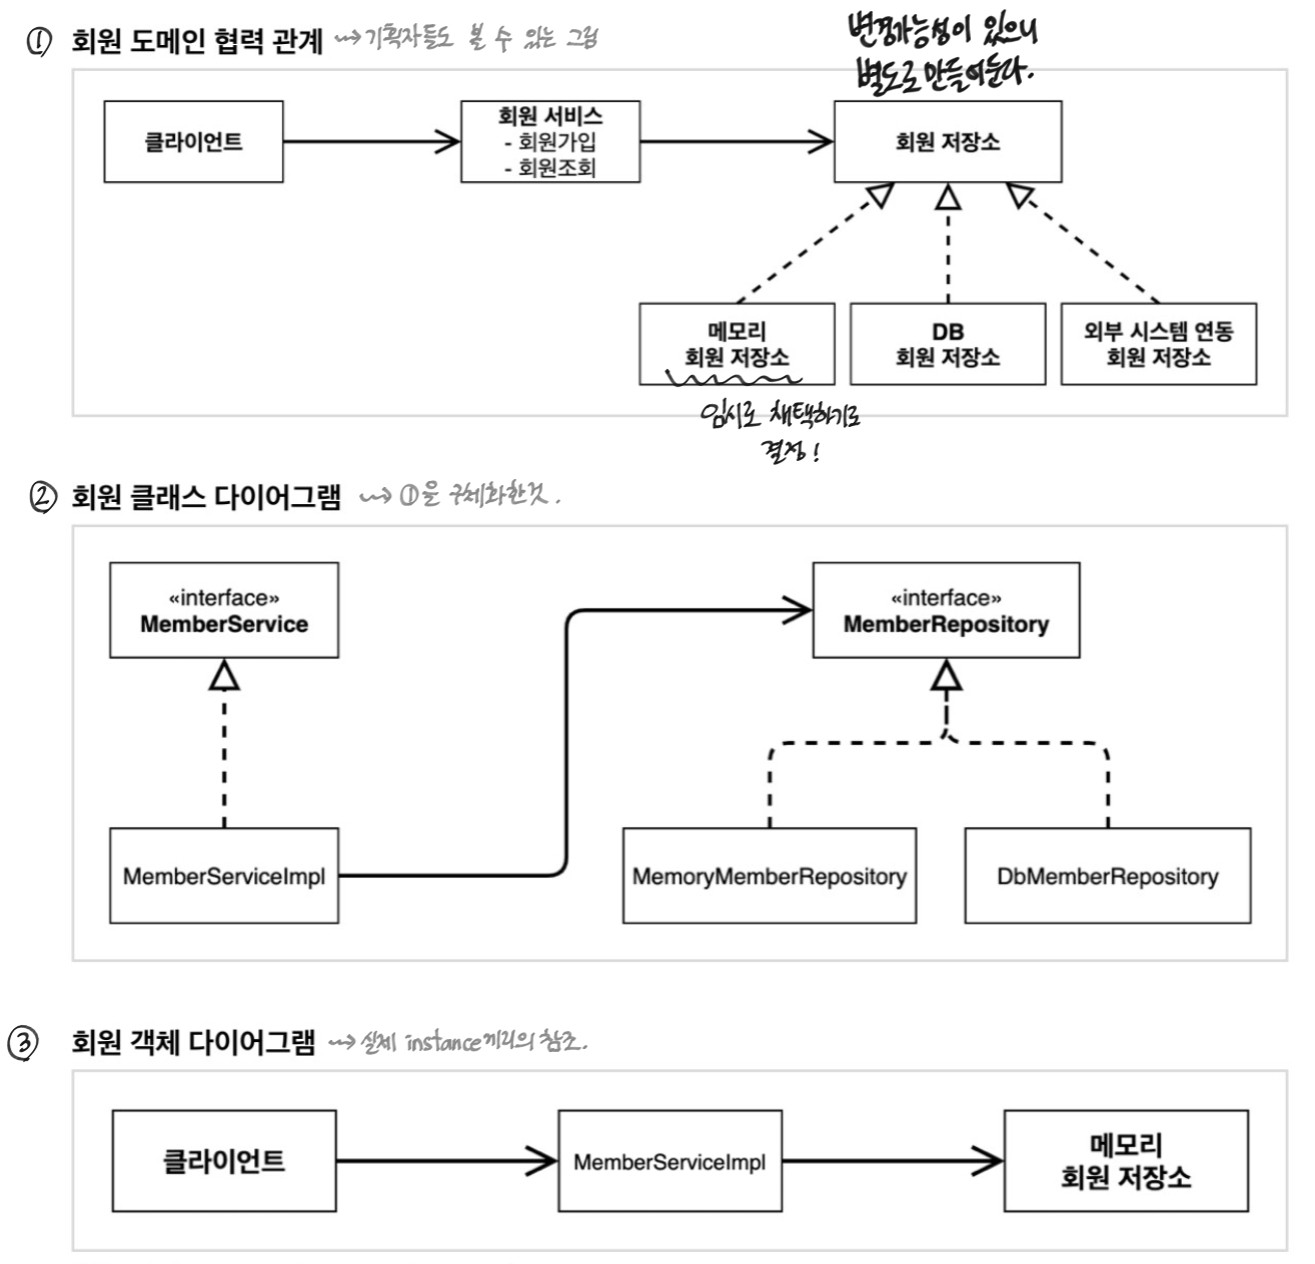 ① 회원 도메인 협력 관계 ⇝ 기획자들도 볼 수 있는 그림
변경가능성이 있으니
별도로 만들어둔다.
클라이언트
회원 서비스
- 회원가입
- 회원조회
회원 저장소
메모리
회원 저장소
DB
회원 저장소
외부 시스템 연동
회원 저장소
임시로 채택하기로
결정!
② 회원 클래스 다이어그램 ⇝ ①을 구체화한것.
«interface»
MemberService
«interface»
MemberRepository
MemberServiceImpl
MemoryMemberRepository
DbMemberRepository
③ 회원 객체 다이어그램 ⇝ 실제 instance끼리의 참조.
클라이언트
MemberServiceImpl
메모리
회원 저장소